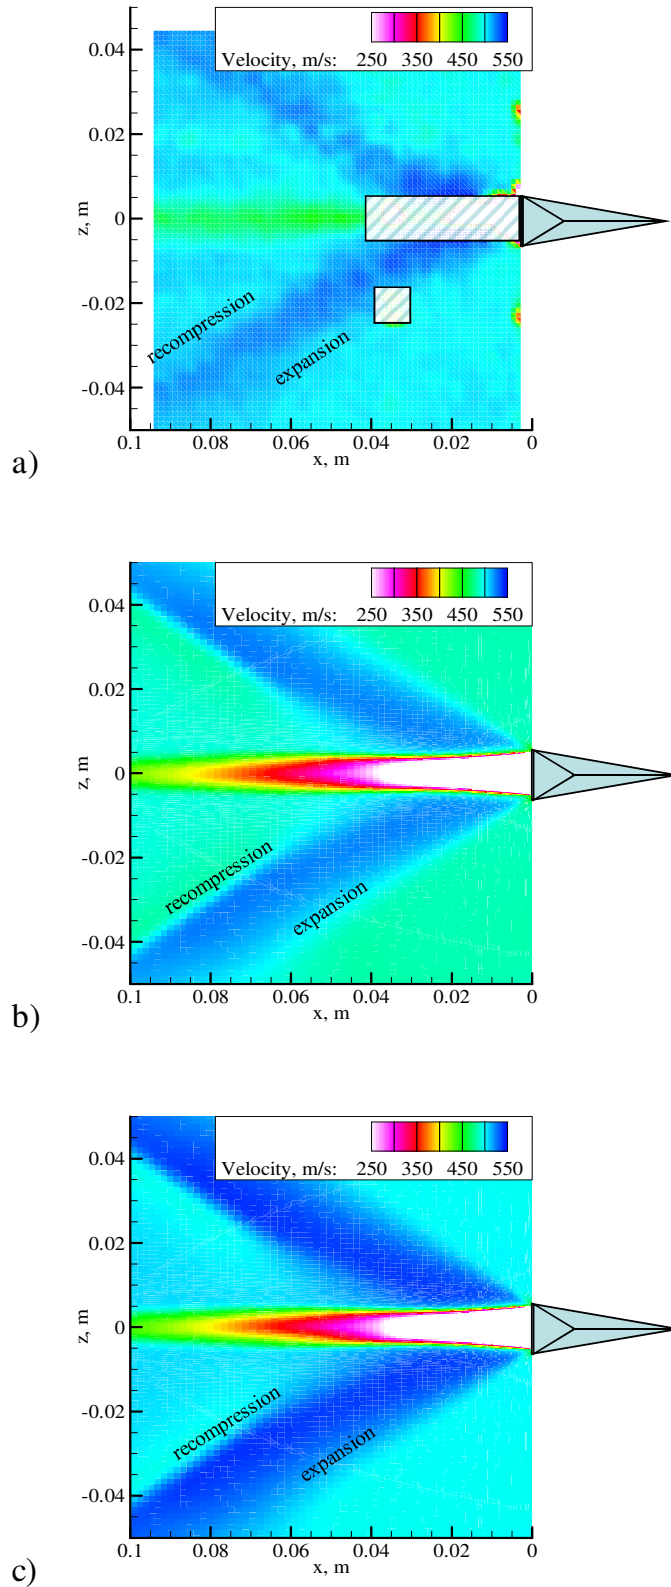 0.04
Velocity, m/s: 250 350 450 550
0.02
z, m
0
-0.02
recompression
expansion
-0.04
0.1 0.08 0.06 0.04 0.02 0
x, m
a)
0.04
Velocity, m/s: 250 350 450 550
0.02
z, m
0
-0.02
recompression
expansion
-0.04
0.1 0.08 0.06 0.04 0.02 0
x, m
b)
0.04
Velocity, m/s: 250 350 450 550
0.02
z, m
0
-0.02
recompression
expansion
-0.04
0.1 0.08 0.06 0.04 0.02 0
x, m
c)